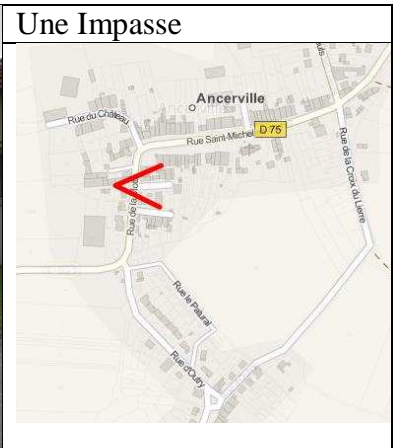 Une Impasse
Ancerville
Rue du Château
D 75
Rue Saint-Michel
Rue de la Croix du Lierre
Rue le Patural
Rue d'Outry